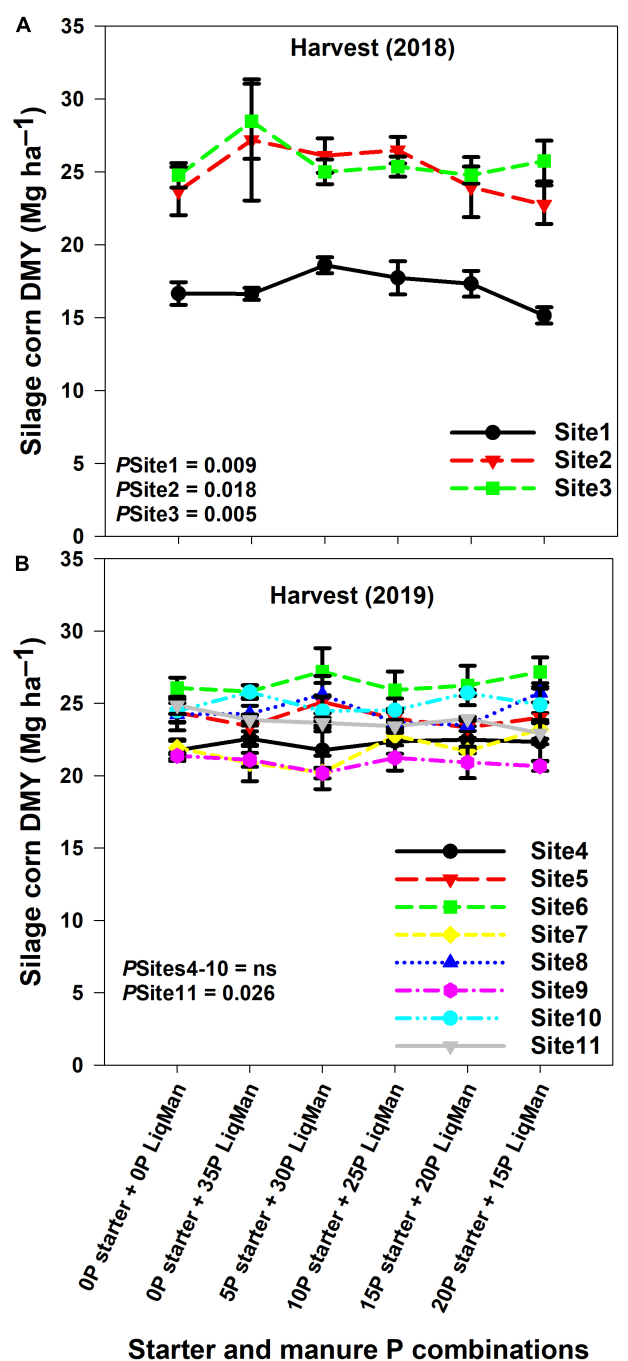 A
Harvest (2018)
Silage corn DMY (Mg ha⁻¹)
35
30
25
20
15
10
5
0
Site1
Site2
Site3
PSite1 = 0.009
PSite2 = 0.018
PSite3 = 0.005
B
Harvest (2019)
Silage corn DMY (Mg ha⁻¹)
35
30
25
20
15
10
5
0
Site4
Site5
Site6
Site7
Site8
Site9
Site10
Site11
PSites4-10 = ns
PSite11 = 0.026
0P starter + 0P LiqMan
0P starter + 35P LiqMan
5P starter + 30P LiqMan
10P starter + 25P LiqMan
15P starter + 20P LiqMan
20P starter + 15P LiqMan
Starter and manure P combinations